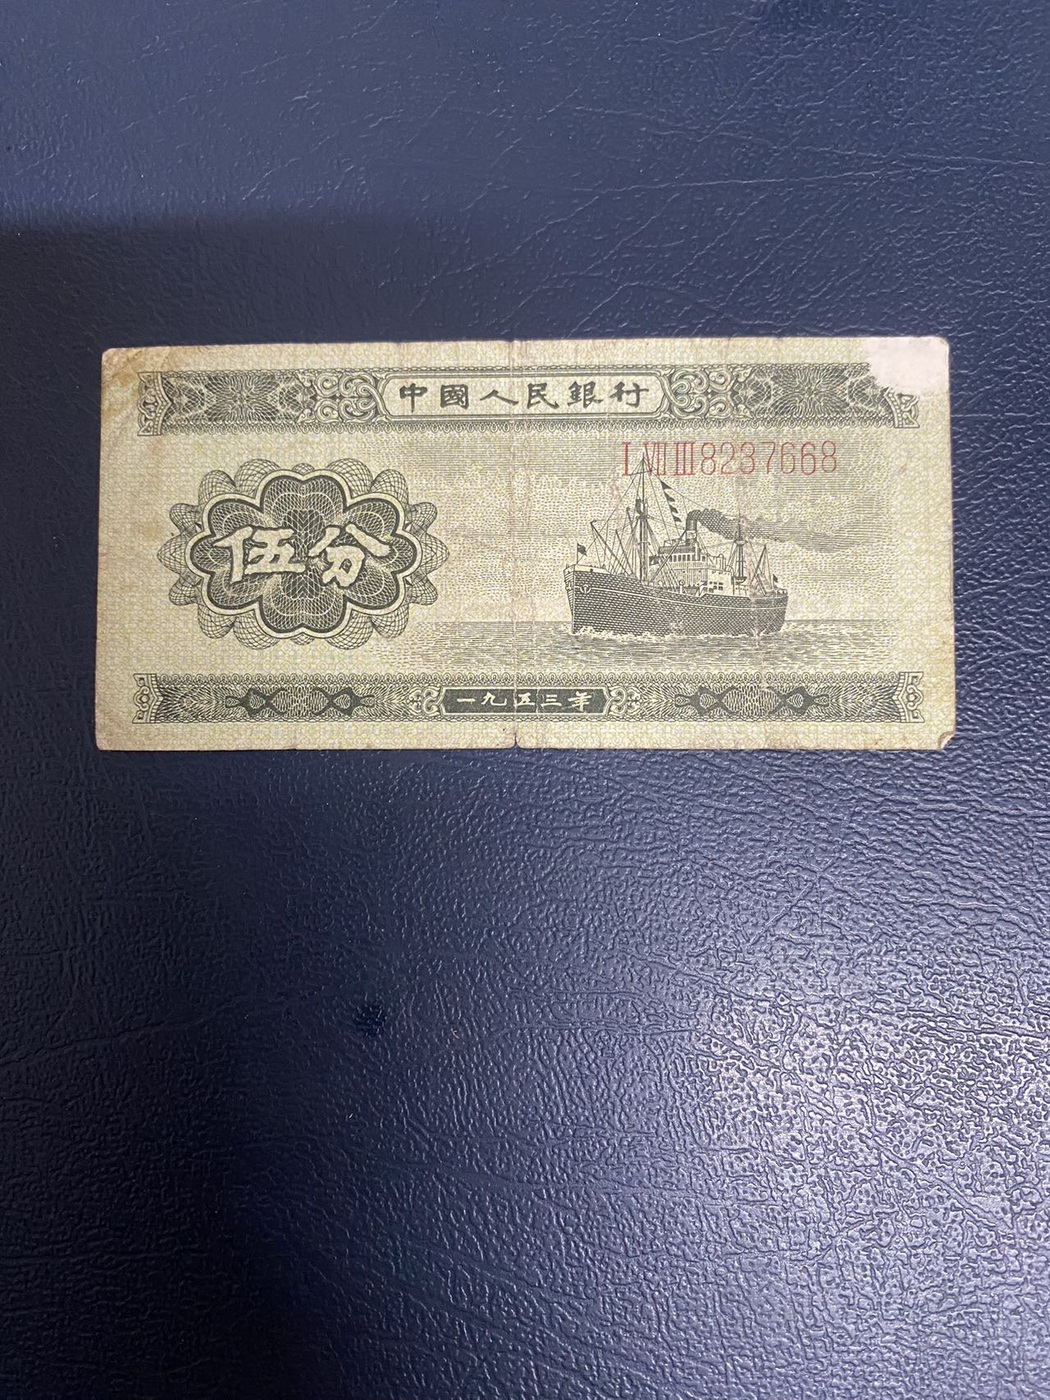 中國人民銀行
Ⅰ Ⅶ Ⅲ 8237668
伍分
一九五三年